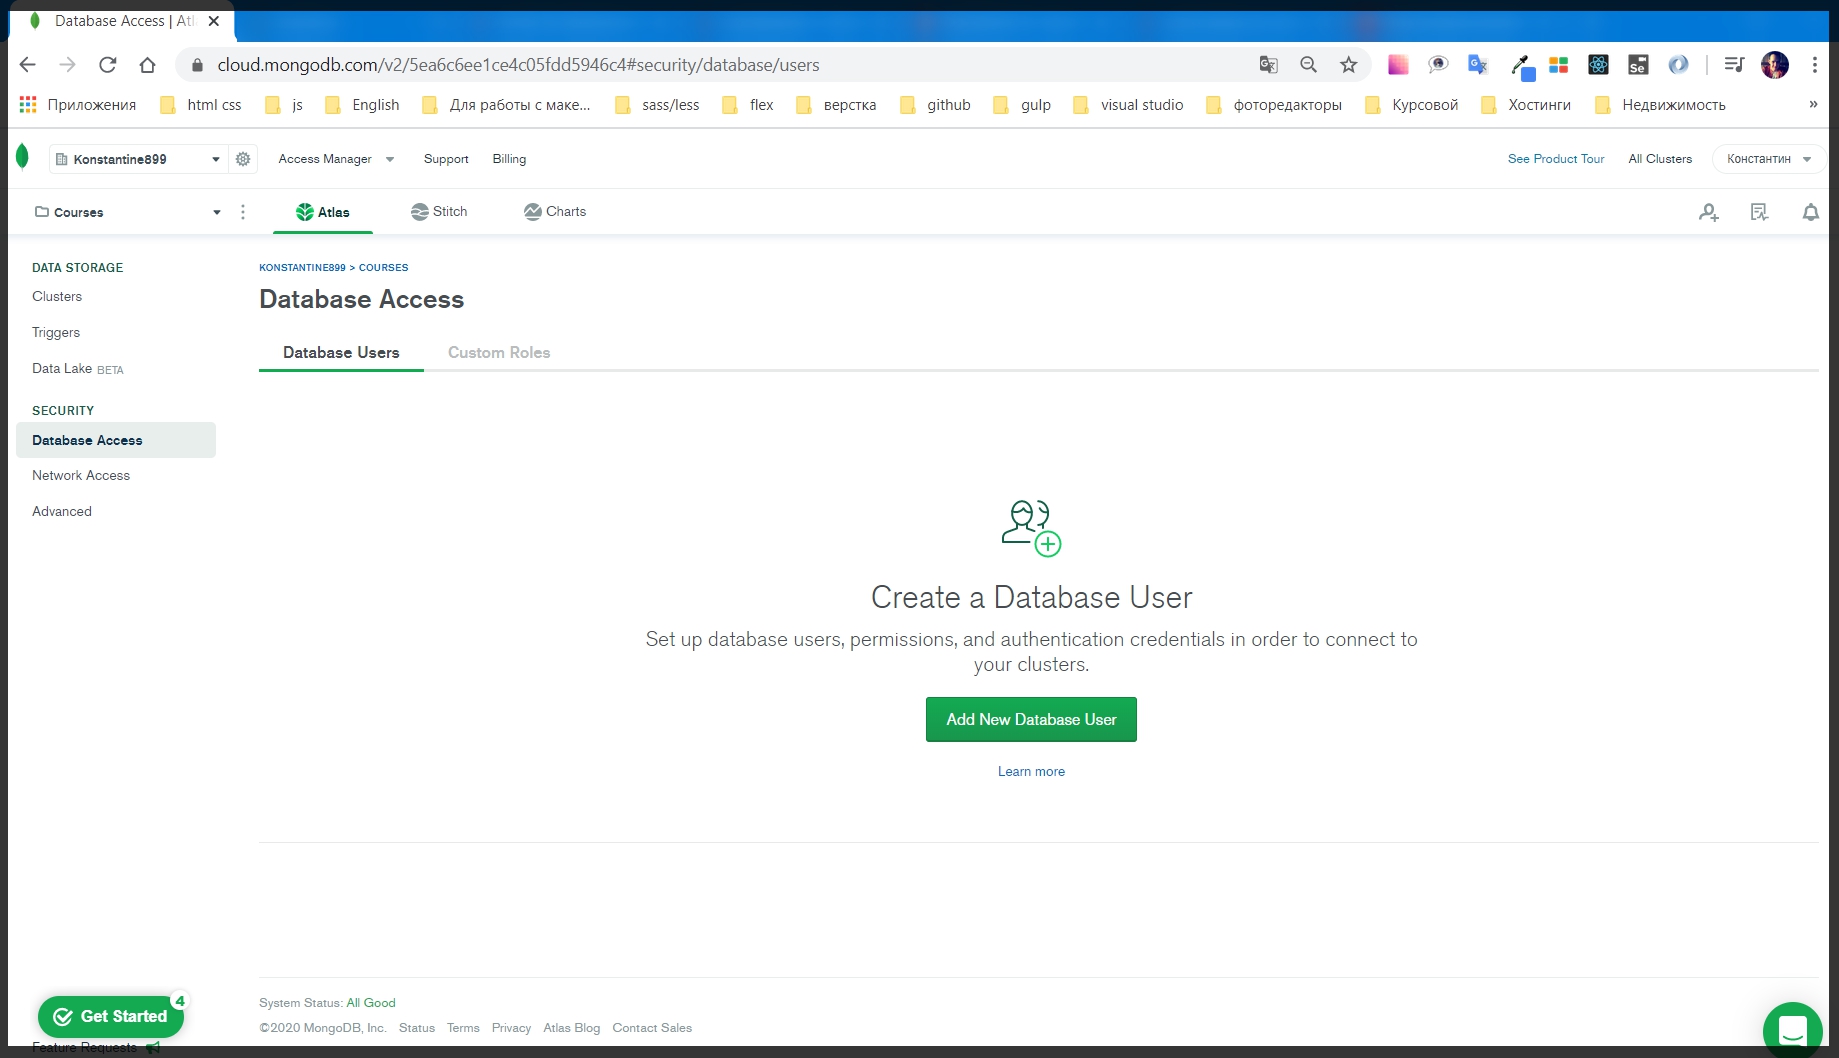 Database Access | Atl
cloud.mongodb.com/v2/5ea6c6ee1ce4c05fdd5946c4#security/database/users
Приложения html css js English Для работы с маке... sass/less flex верстка github gulp visual studio фоторедакторы Курсовой Хостинги Недвижимость »
Konstantine899 Access Manager Support Billing See Product Tour All Clusters Константин
Courses Atlas Stitch Charts
DATA STORAGE
Clusters
Triggers
Data Lake BETA
SECURITY
Database Access
Network Access
Advanced
KONSTANTINE899 > COURSES
Database Access
Database Users Custom Roles
Create a Database User
Set up database users, permissions, and authentication credentials in order to connect to
your clusters.
Add New Database User
Learn more
System Status: All Good
©2020 MongoDB, Inc. Status Terms Privacy Atlas Blog Contact Sales
Get Started 4
Feature Requests